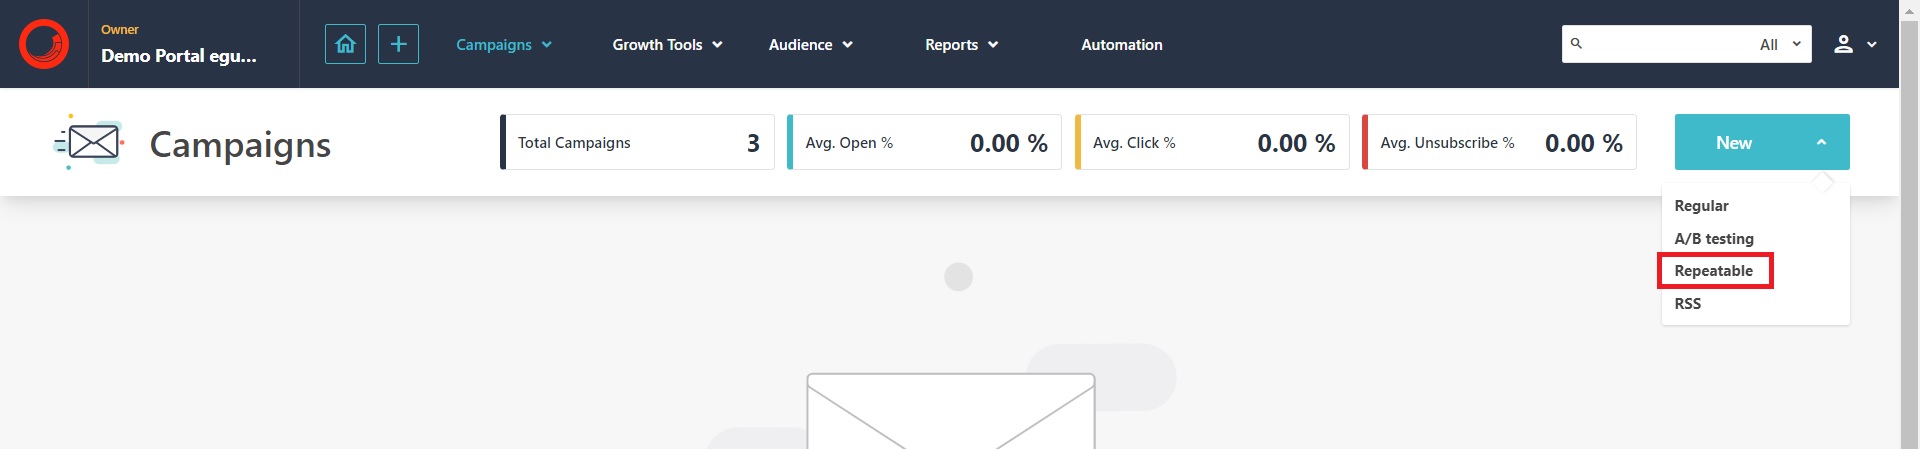 Owner
Demo Portal egu...
Campaigns
Growth Tools
Audience
Reports
Automation
All
Campaigns
Total Campaigns 3
Avg. Open % 0.00 %
Avg. Click % 0.00 %
Avg. Unsubscribe % 0.00 %
New
Regular
A/B testing
Repeatable
RSS